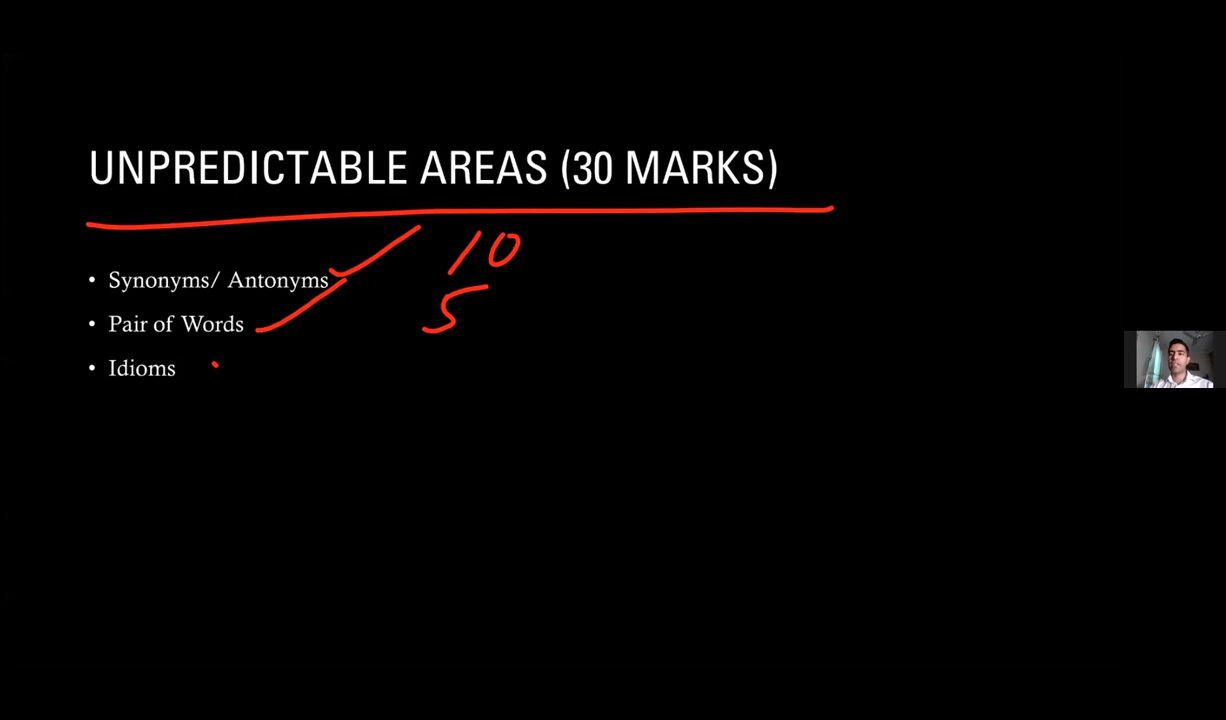 UNPREDICTABLE AREAS (30 MARKS)
10
• Synonyms/ Antonyms
5
• Pair of Words
• Idioms